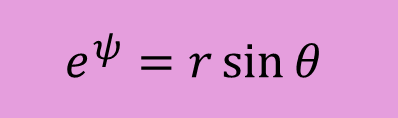 e^ψ = r sin θ